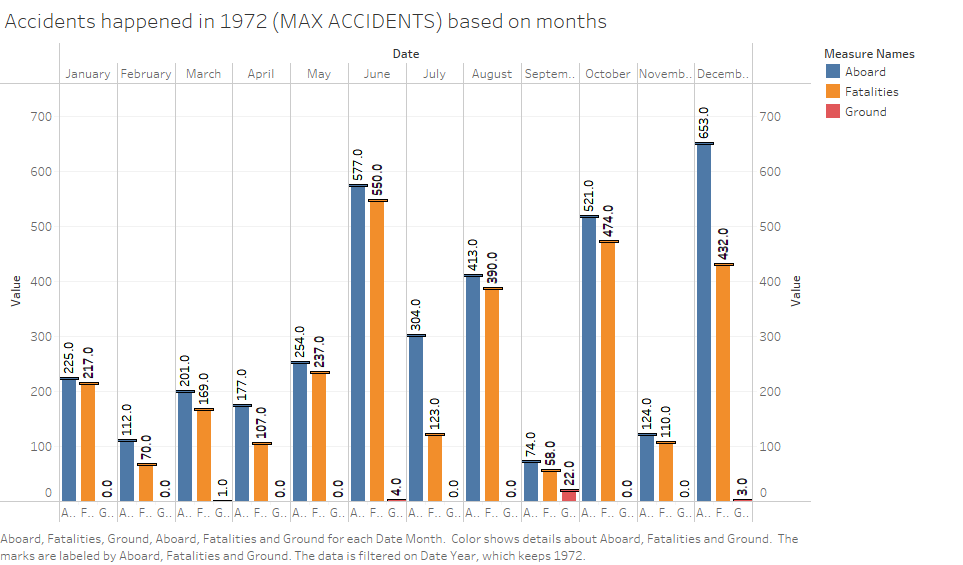 Accidents happened in 1972 (MAX ACCIDENTS) based on months
Date
January February March April May June July August Septem.. October Novemb.. Decemb..
Measure Names
Aboard
Fatalities
Ground
Value
700
600
500
400
300
200
100
0
225.0 217.0 0.0
112.0 70.0 0.0
201.0 169.0 1.0
177.0 107.0 0.0
254.0 237.0 0.0
577.0 550.0 4.0
304.0 123.0 0.0
413.0 390.0 0.0
74.0 58.0 22.0
521.0 474.0 0.0
124.0 110.0 0.0
653.0 432.0 3.0
700
600
500
400
300
200
100
0
Value
A.. F.. G.. A.. F.. G.. A.. F.. G.. A.. F.. G.. A.. F.. G.. A.. F.. G.. A.. F.. G.. A.. F.. G.. A.. F.. G.. A.. F.. G.. A.. F.. G.. A.. F.. G..
Aboard, Fatalities, Ground, Aboard, Fatalities and Ground for each Date Month. Color shows details about Aboard, Fatalities and Ground. The
marks are labeled by Aboard, Fatalities and Ground. The data is filtered on Date Year, which keeps 1972.